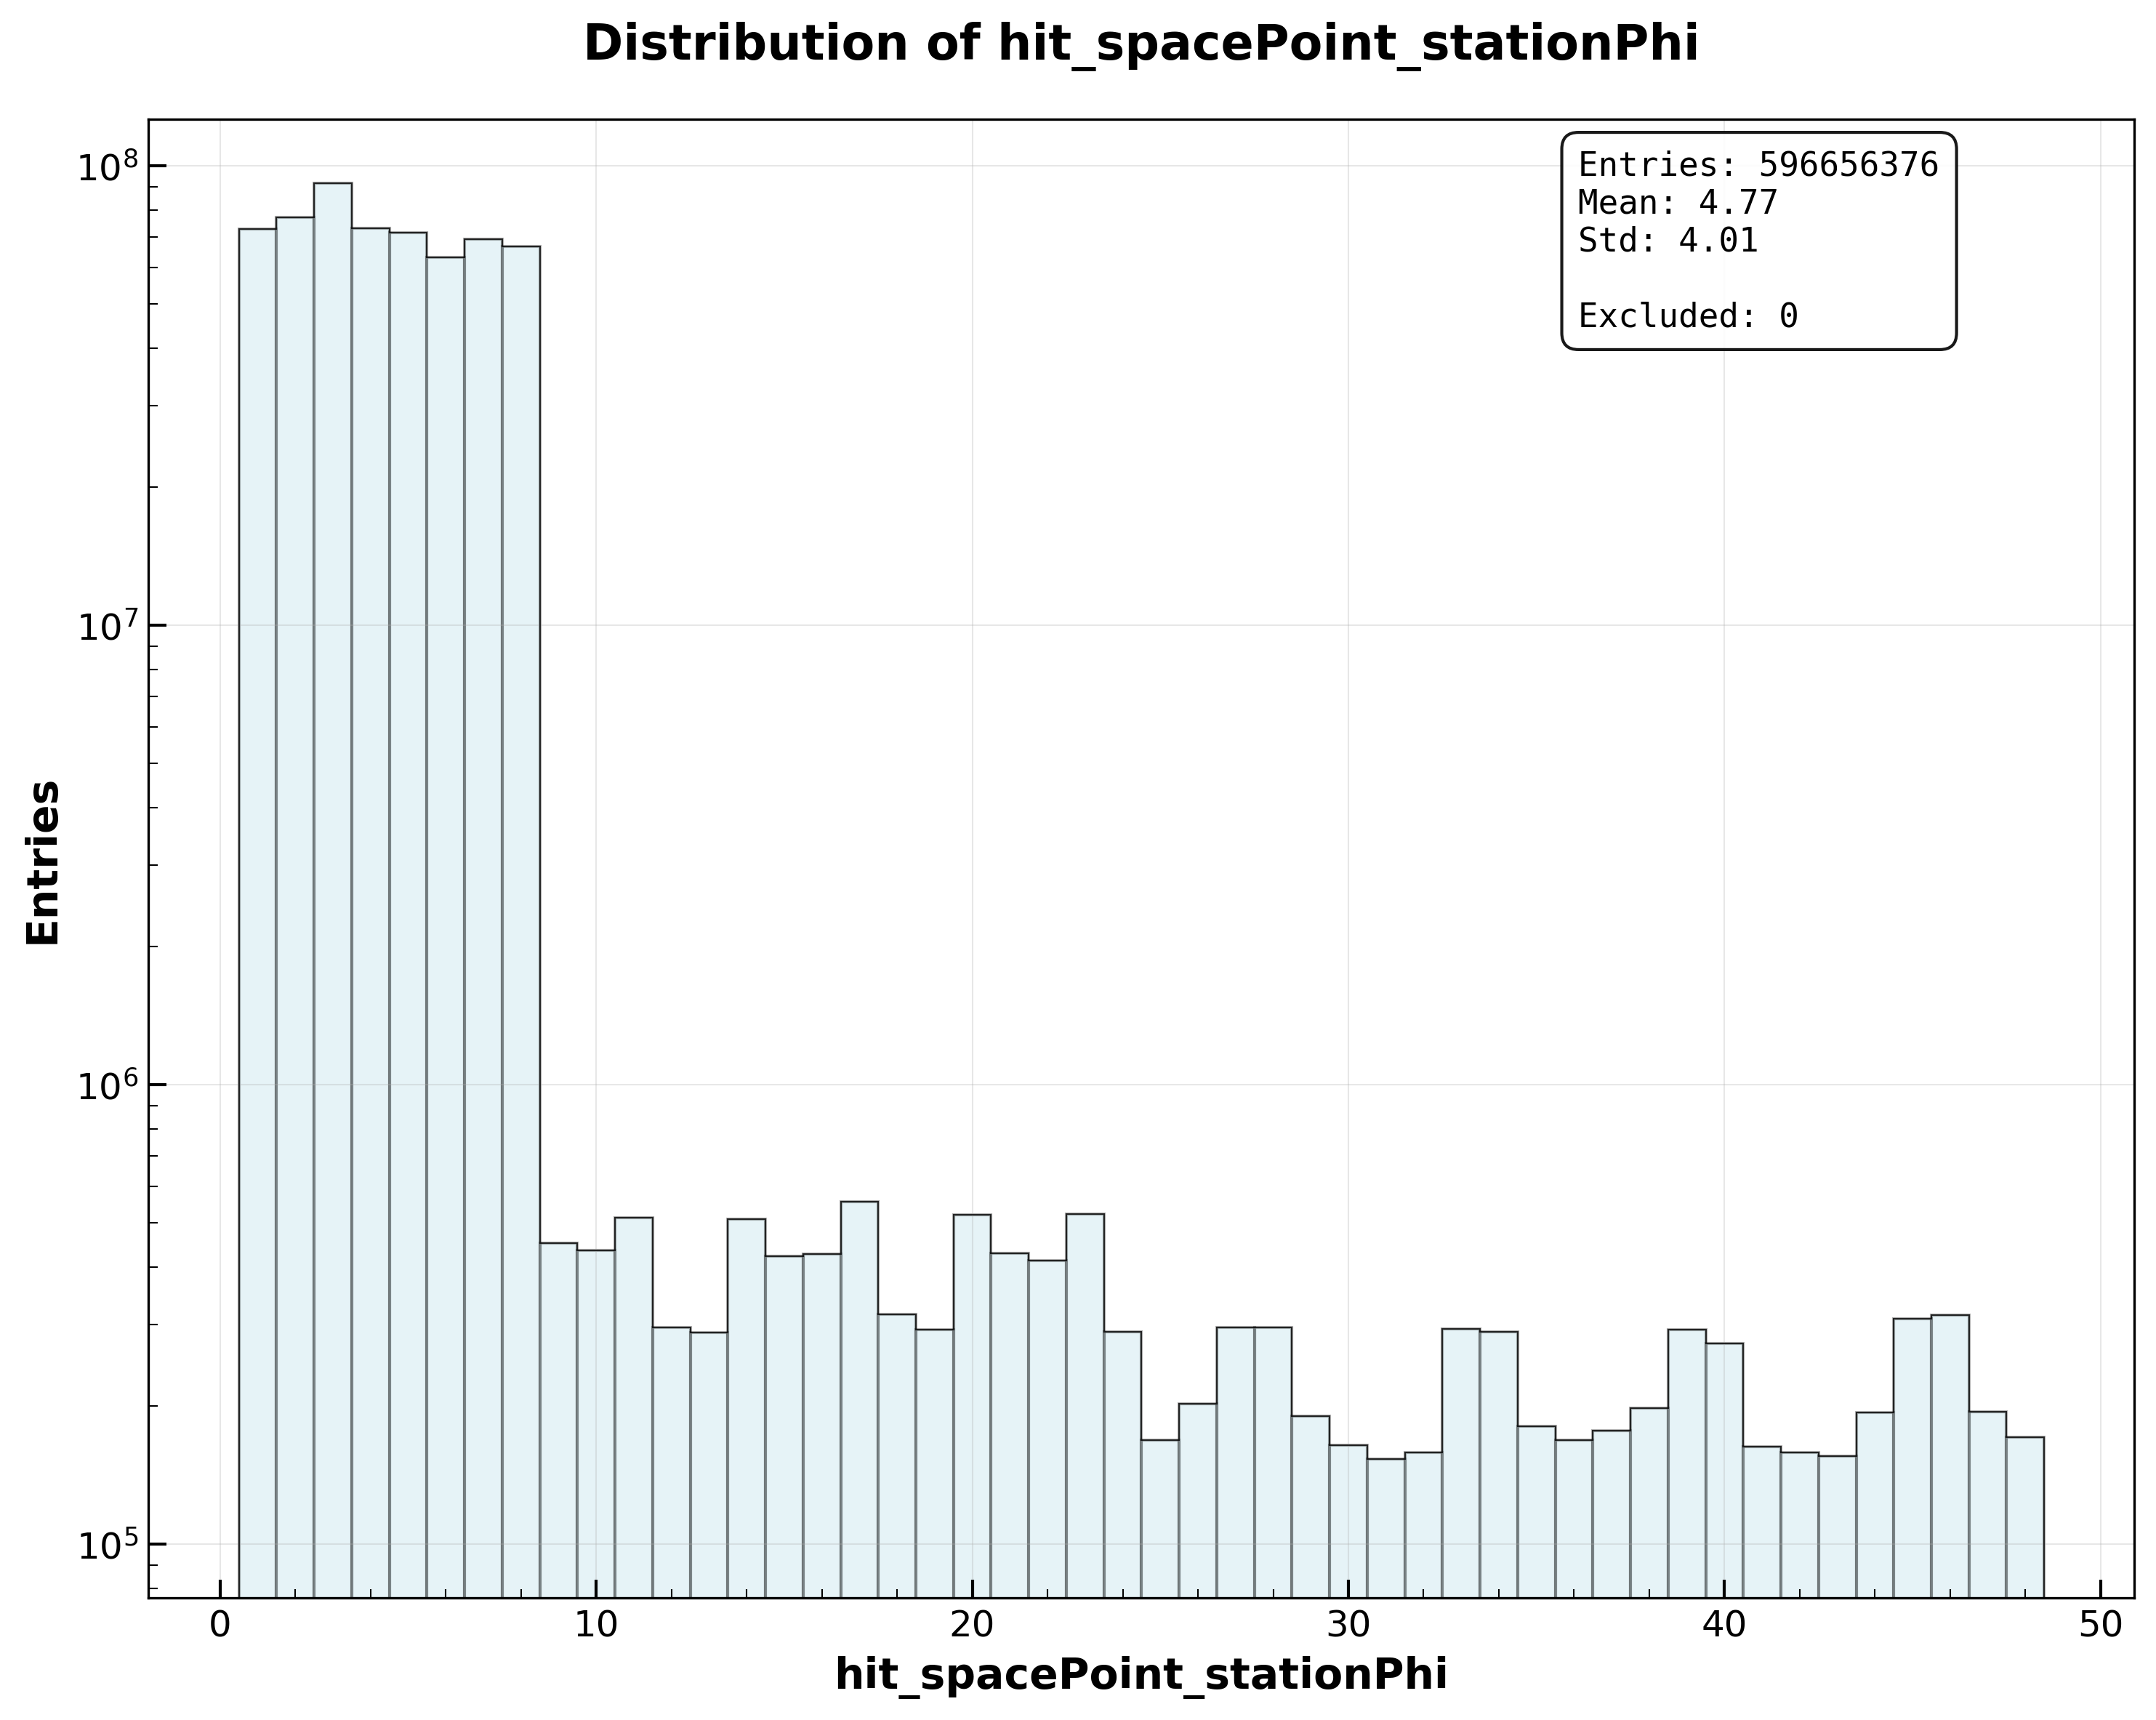 Distribution of hit_spacePoint_stationPhi
Entries: 596656376
Mean: 4.77
Std: 4.01
Excluded: 0
Entries
10^8
10^7
10^6
10^5
0 10 20 30 40 50
hit_spacePoint_stationPhi